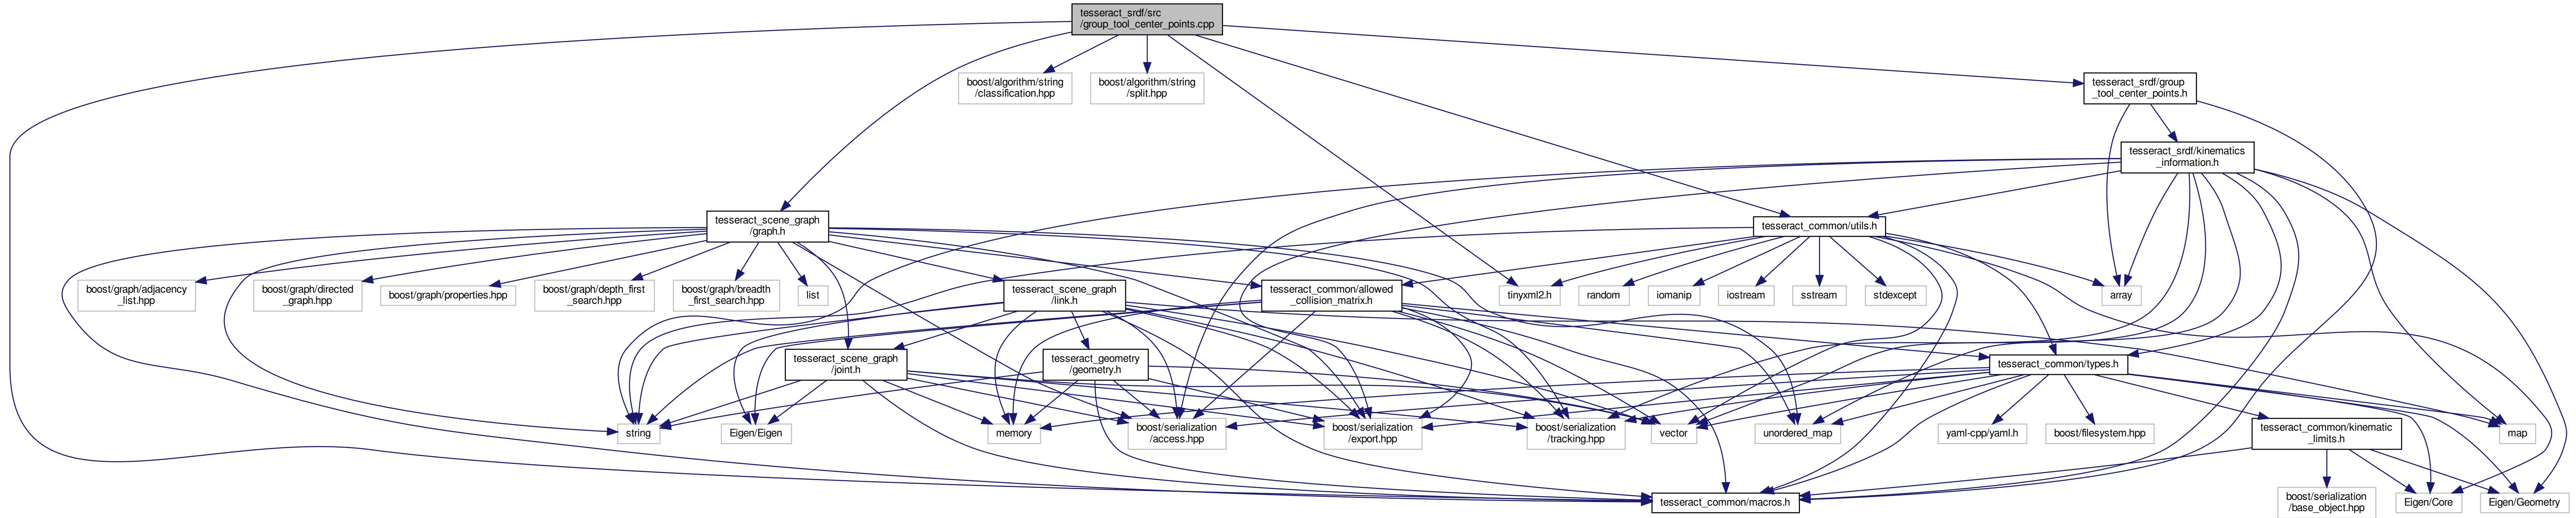 tesseract_srdf/src
/group_tool_center_points.cpp
boost/algorithm/string
/classification.hpp
boost/algorithm/string
/split.hpp
tesseract_srdf/group
_tool_center_points.h
tesseract_srdf/kinematics
_information.h
tesseract_scene_graph
/graph.h
tesseract_common/utils.h
boost/graph/adjacency
_list.hpp
boost/graph/directed
_graph.hpp
boost/graph/properties.hpp
boost/graph/depth_first
_search.hpp
boost/graph/breadth
_first_search.hpp
list
tesseract_scene_graph
/link.h
tesseract_common/allowed
_collision_matrix.h
tinyxml2.h
random
iomanip
iostream
sstream
stdexcept
array
tesseract_scene_graph
/joint.h
tesseract_geometry
/geometry.h
tesseract_common/types.h
string
Eigen/Eigen
memory
boost/serialization
/access.hpp
boost/serialization
/export.hpp
boost/serialization
/tracking.hpp
vector
unordered_map
yaml-cpp/yaml.h
boost/filesystem.hpp
tesseract_common/kinematic
_limits.h
map
tesseract_common/macros.h
boost/serialization
/base_object.hpp
Eigen/Core
Eigen/Geometry